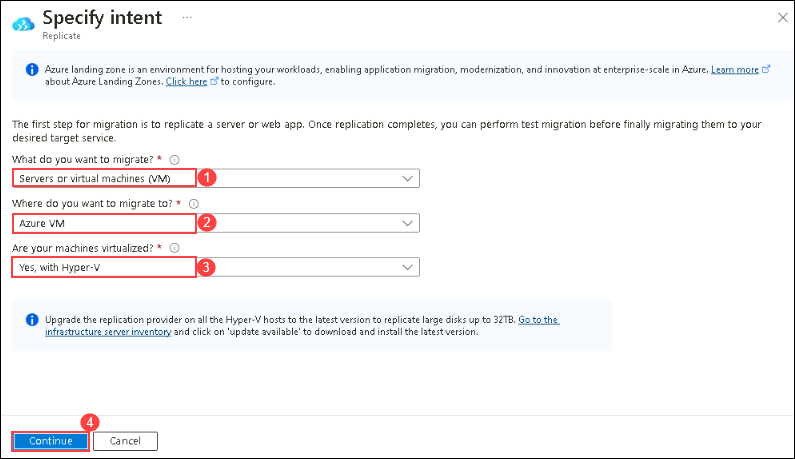 Specify intent ...
Replicate
Azure landing zone is an environment for hosting your workloads, enabling application migration, modernization, and innovation at enterprise-scale in Azure. Learn more
about Azure Landing Zones. Click here to configure.
The first step for migration is to replicate a server or web app. Once replication completes, you can perform test migration before finally migrating them to your
desired target service.
What do you want to migrate? *
Servers or virtual machines (VM) 1
Where do you want to migrate to? *
Azure VM 2
Are your machines virtualized? *
Yes, with Hyper-V 3
Upgrade the replication provider on all the Hyper-V hosts to the latest version to replicate large disks up to 32TB. Go to the
infrastructure server inventory and click on 'update available' to download and install the latest version.
4
Continue Cancel